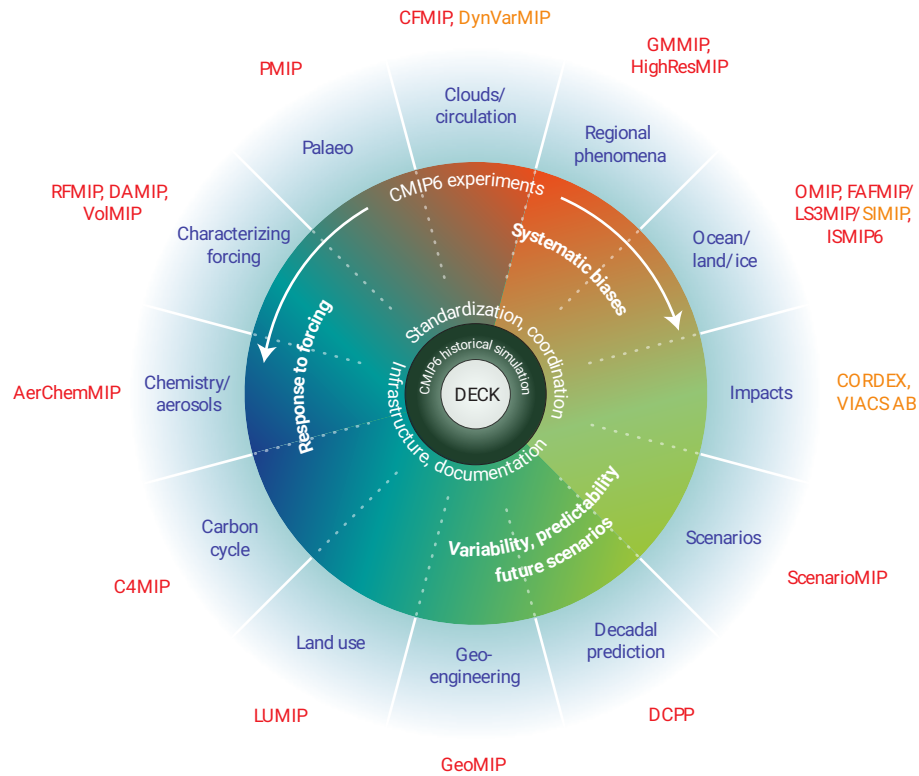 CFMIP, DynVarMIP
GMMIP,
HighResMIP
PMIP
Clouds/
circulation
Regional
phenomena
Palaeo
RFMIP, DAMIP,
VolMIP
CMIP6 experiments
OMIP, FAFMIP/
LS3MIP/ SIMIP,
ISMIP6
Characterizing
forcing
Systematic biases
Ocean/
land/ice
Response to forcing
Standardization, coordination
CMIP6 historical simulation
DECK
Infrastructure, documentation
AerChemMIP
Chemistry/
aerosols
Impacts
CORDEX,
VIACS AB
Variability, predictability
future scenarios
Carbon
cycle
Scenarios
C4MIP
ScenarioMIP
Land use
Geo-
engineering
Decadal
prediction
LUMIP
DCPP
GeoMIP